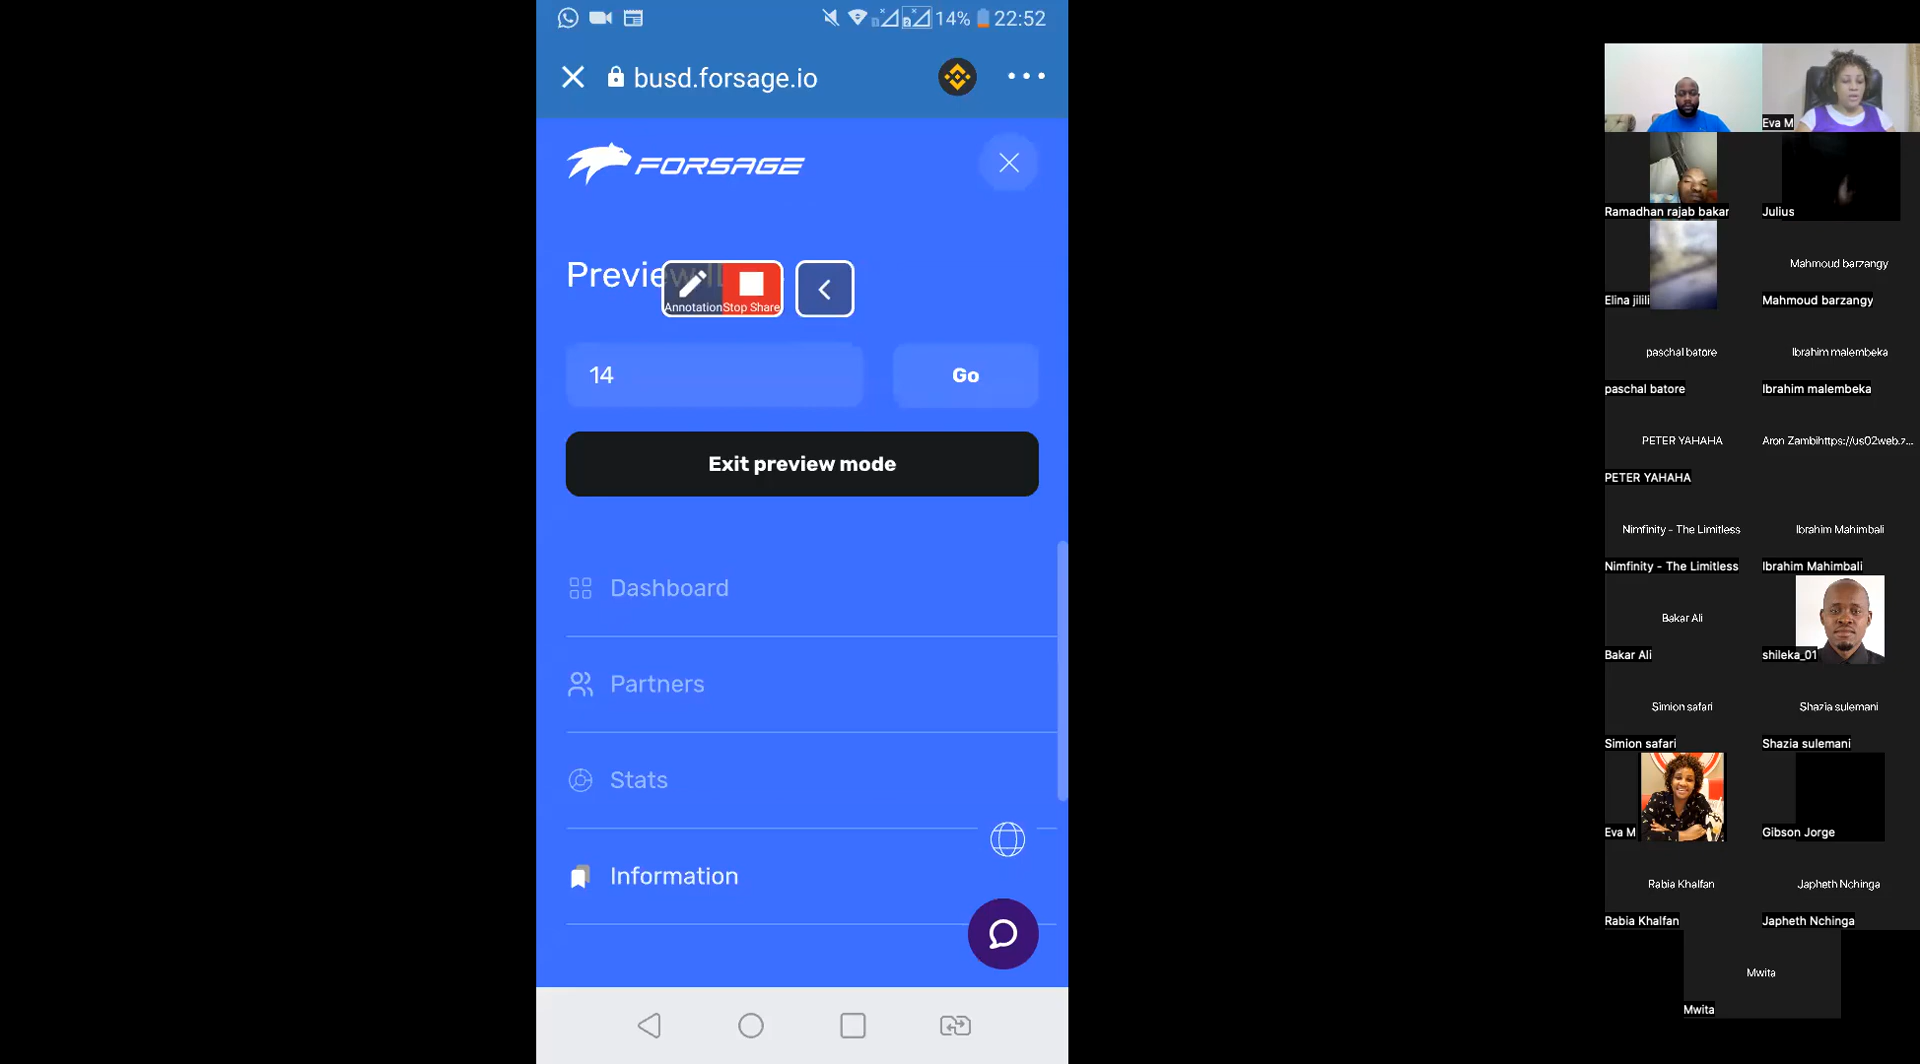 14% 22:52
busd.forsage.io
FORSAGE
Previe
Annotation Stop Share
14 Go
Exit preview mode
Dashboard
Partners
Stats
Information
Eva M
Ramadhan rajab bakar
Julius
Mahmoud barzangy
Elina jilili
Mahmoud barzangy
paschal batore
Ibrahim malembeka
paschal batore
Ibrahim malembeka
PETER YAHAHA
Aron Zambihttps://us02web.z...
PETER YAHAHA
Nimfinity - The Limitless
Ibrahim Mahimbali
Nimfinity - The Limitless
Ibrahim Mahimbali
Bakar Ali
Bakar Ali
shileka_01
Simion safari
Shazia sulemani
Simion safari
Shazia sulemani
Eva M
Gibson Jorge
Rabia Khalfan
Japheth Nchinga
Rabia Khalfan
Japheth Nchinga
Mwita
Mwita